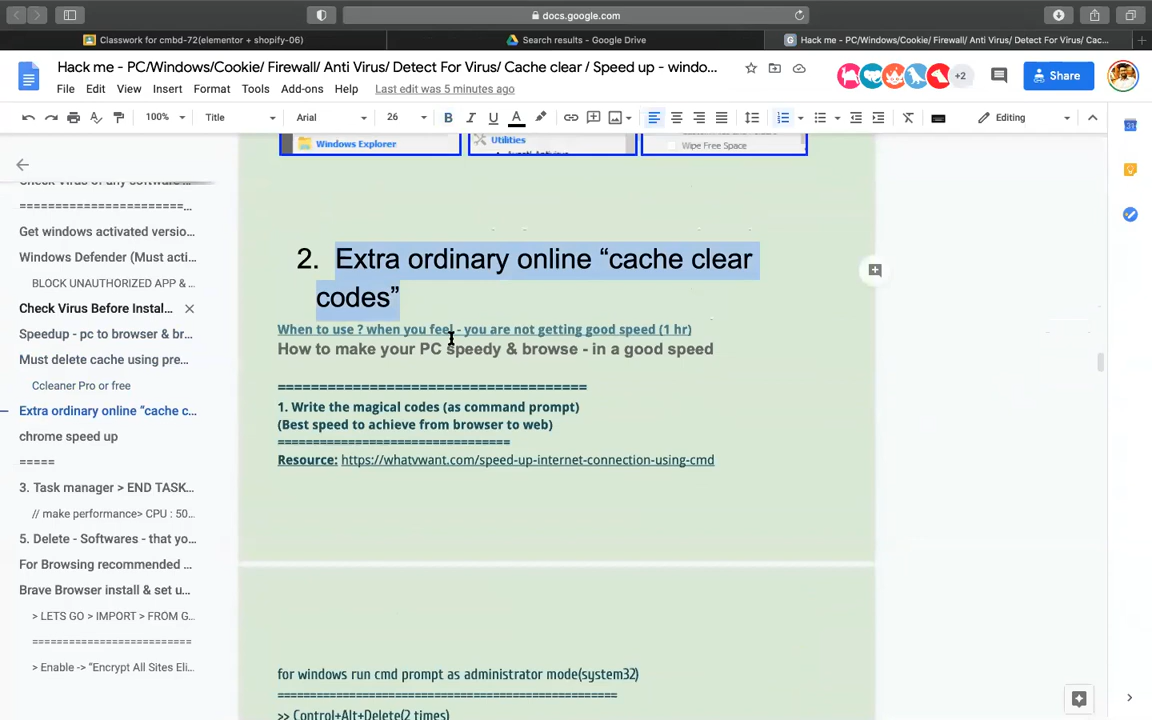 docs.google.com
Classwork for cmbd-72(elementor + shopify-06)
Search results - Google Drive
Hack me - PC/Windows/Cookie/ Firewall/ Anti Virus/ Detect For Virus/ Cac...
Hack me - PC/Windows/Cookie/ Firewall/ Anti Virus/ Detect For Virus/ Cache clear / Speed up - windo...
+2
Share
File Edit View Insert Format Tools Add-ons Help Last edit was 5 minutes ago
100% Title Arial 26 B I U A Editing
Windows Explorer
Utilities
Wipe Free Space
Check Virus of any software...
=======================...
Get windows activated versio...
Windows Defender (Must acti...
BLOCK UNAUTHORIZED APP & ...
Check Virus Before Instal...
Speedup - pc to browser & br...
Must delete cache using pre...
Ccleaner Pro or free
Extra ordinary online “cache c...
chrome speed up
=====
3. Task manager > END TASK...
// make performance> CPU : 50...
5. Delete - Softwares - that yo...
For Browsing recommended ...
Brave Browser install & set u...
> LETS GO > IMPORT > FROM G...
=========================
> Enable -> “Encrypt All Sites Eli...
2. Extra ordinary online “cache clear
codes”
When to use ? when you feel - you are not getting good speed (1 hr)
How to make your PC speedy & browse - in a good speed
=====================================
1. Write the magical codes (as command prompt)
(Best speed to achieve from browser to web)
=================================
Resource: https://whatvwant.com/speed-up-internet-connection-using-cmd
for windows run cmd prompt as administrator mode(system32)
=================================================
>> Control+Alt+Delete(2 times)
31